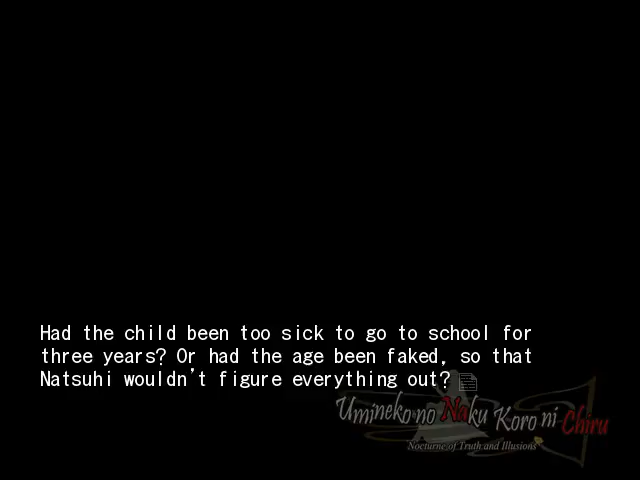 Had the child been too sick to go to school for
three years? Or had the age been faked, so that
Natsuhi wouldn't figure everything out?
Umineko no Naku Koro ni Chiru
Nocturne of Truth and Illusions